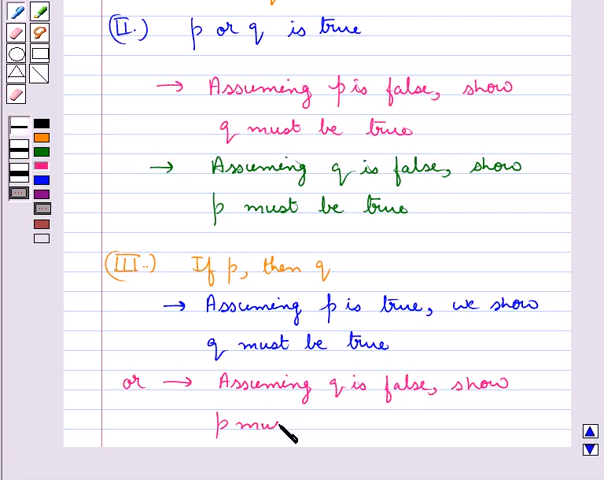 (II.) p or q is true
→ Assuming p is false, show
q must be true
→ Assuming q is false, show
p must be true
(III.) If p, then q
→ Assuming p is true, we show
q must be true
or → Assuming q is false, show
p mu